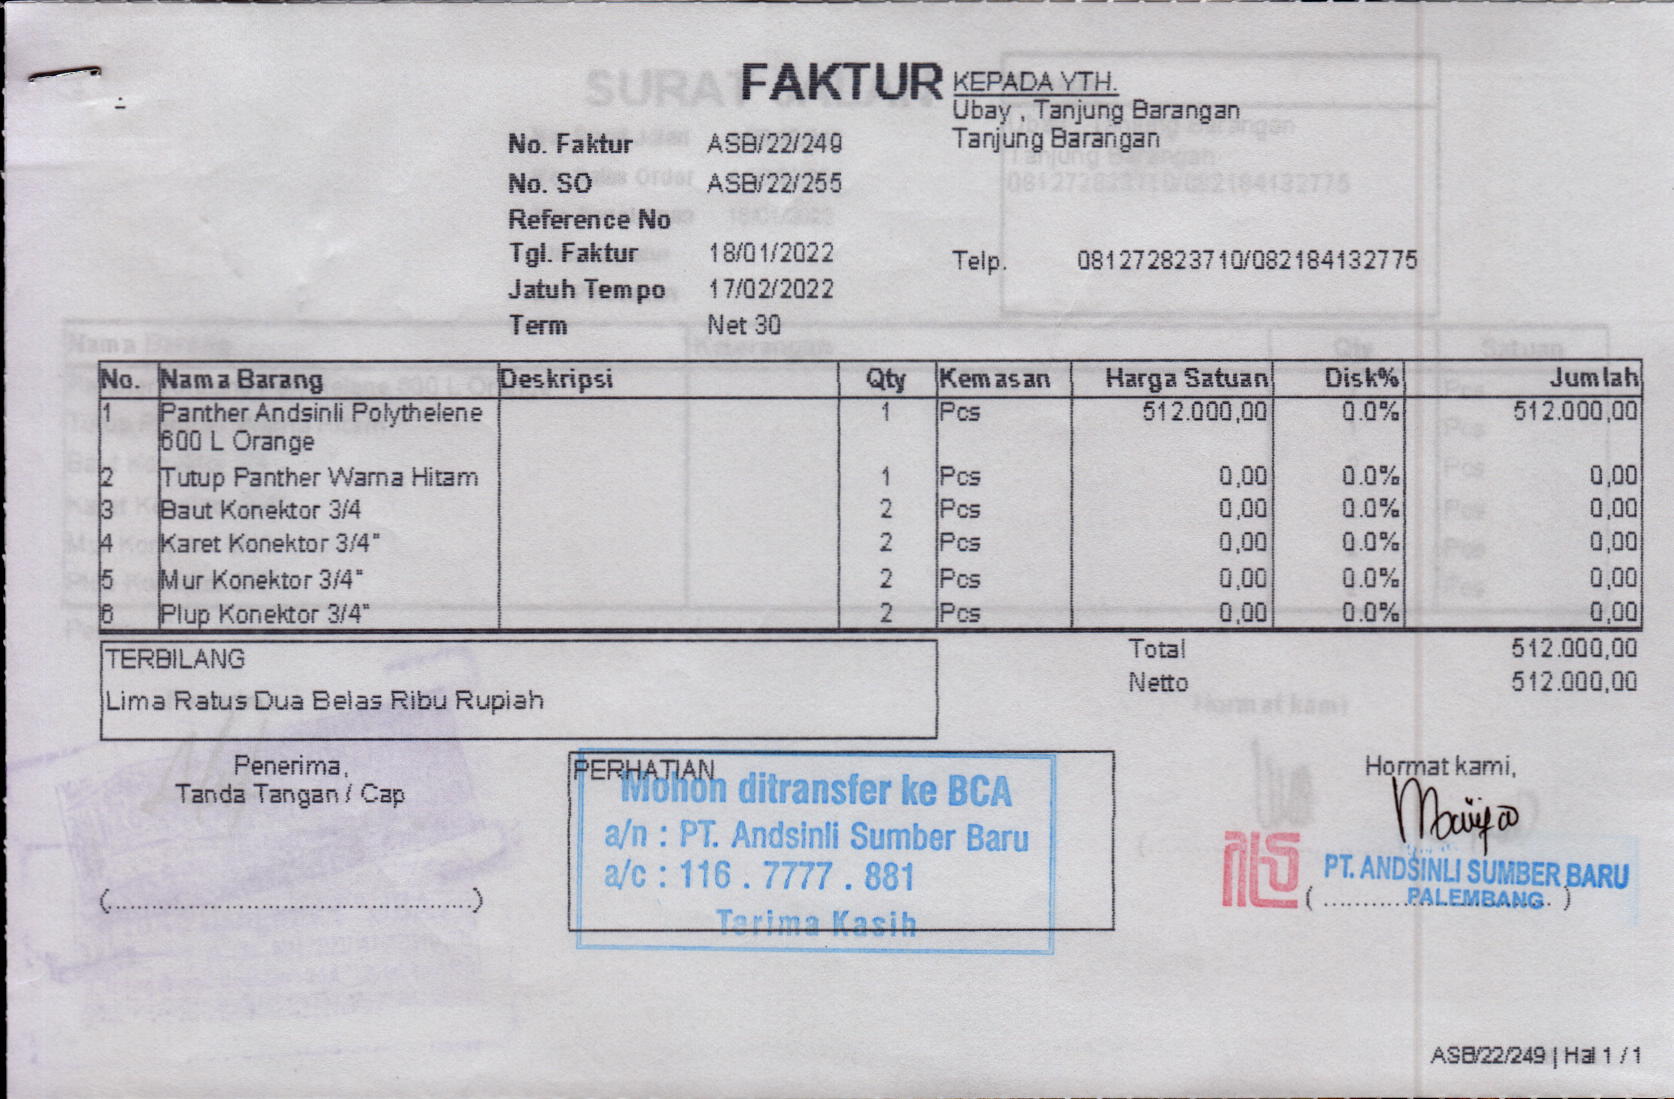 FAKTUR
KEPADA YTH.
Ubay , Tanjung Barangan
Tanjung Barangan
No. Faktur ASB/22/249
No. SO ASB/22/255
Reference No
Tgl. Faktur 18/01/2022
Telp. 081272823710/082184132775
Jatuh Tempo 17/02/2022
Term Net 30
No. Nama Barang Deskripsi Qty Kemasan Harga Satuan Disk% Jumlah
1 Panther Andsinli Polythelene 1 Pcs 512.000,00 0.0% 512.000,00
600 L Orange
2 Tutup Panther Warna Hitam 1 Pcs 0,00 0.0% 0,00
3 Baut Konektor 3/4 2 Pcs 0,00 0.0% 0,00
4 Karet Konektor 3/4" 2 Pcs 0,00 0.0% 0,00
5 Mur Konektor 3/4" 2 Pcs 0,00 0.0% 0,00
6 Plup Konektor 3/4" 2 Pcs 0,00 0.0% 0,00
Total 512.000,00
Netto 512.000,00
TERBILANG
Lima Ratus Dua Belas Ribu Rupiah
Penerima,
Tanda Tangan / Cap
(..................................................)
PERHATIAN
Mohon ditransfer ke BCA
a/n : PT. Andsinli Sumber Baru
a/c : 116 . 7777 . 881
Terima Kasih
Hormat kami,
PT. ANDSINLI SUMBER BARU
PALEMBANG
ASB/22/249 | Hal 1 / 1